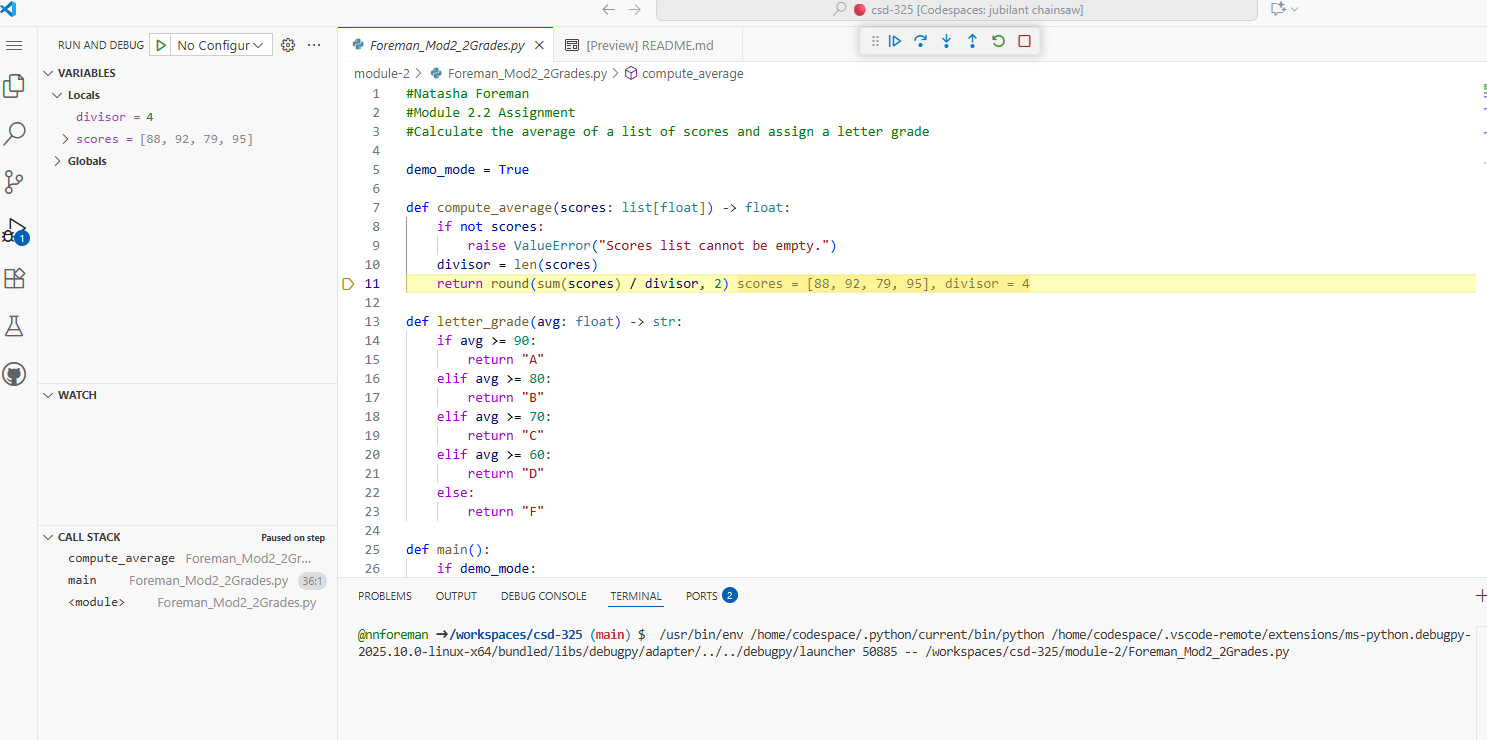 csd-325 [Codespaces: jubilant chainsaw]
RUN AND DEBUG No Configur
Foreman_Mod2_2Grades.py
[Preview] README.md
VARIABLES
Locals
divisor = 4
scores = [88, 92, 79, 95]
Globals
WATCH
CALL STACK Paused on step
compute_average Foreman_Mod2_2Gr...
main Foreman_Mod2_2Grades.py 36:1
<module> Foreman_Mod2_2Grades.py
1
module-2 > Foreman_Mod2_2Grades.py > compute_average
1 #Natasha Foreman
2 #Module 2.2 Assignment
3 #Calculate the average of a list of scores and assign a letter grade
4
5 demo_mode = True
6
7 def compute_average(scores: list[float]) -> float:
8     if not scores:
9         raise ValueError("Scores list cannot be empty.")
10     divisor = len(scores)
11     return round(sum(scores) / divisor, 2) scores = [88, 92, 79, 95], divisor = 4
12
13 def letter_grade(avg: float) -> str:
14     if avg >= 90:
15         return "A"
16     elif avg >= 80:
17         return "B"
18     elif avg >= 70:
19         return "C"
20     elif avg >= 60:
21         return "D"
22     else:
23         return "F"
24
25 def main():
26     if demo_mode:
PROBLEMS OUTPUT DEBUG CONSOLE TERMINAL PORTS 2
@nnforeman ➜/workspaces/csd-325 (main) $  /usr/bin/env /home/codespace/.python/current/bin/python /home/codespace/.vscode-remote/extensions/ms-python.debugpy-
2025.10.0-linux-x64/bundled/libs/debugpy/adapter/../../debugpy/launcher 50885 -- /workspaces/csd-325/module-2/Foreman_Mod2_2Grades.py